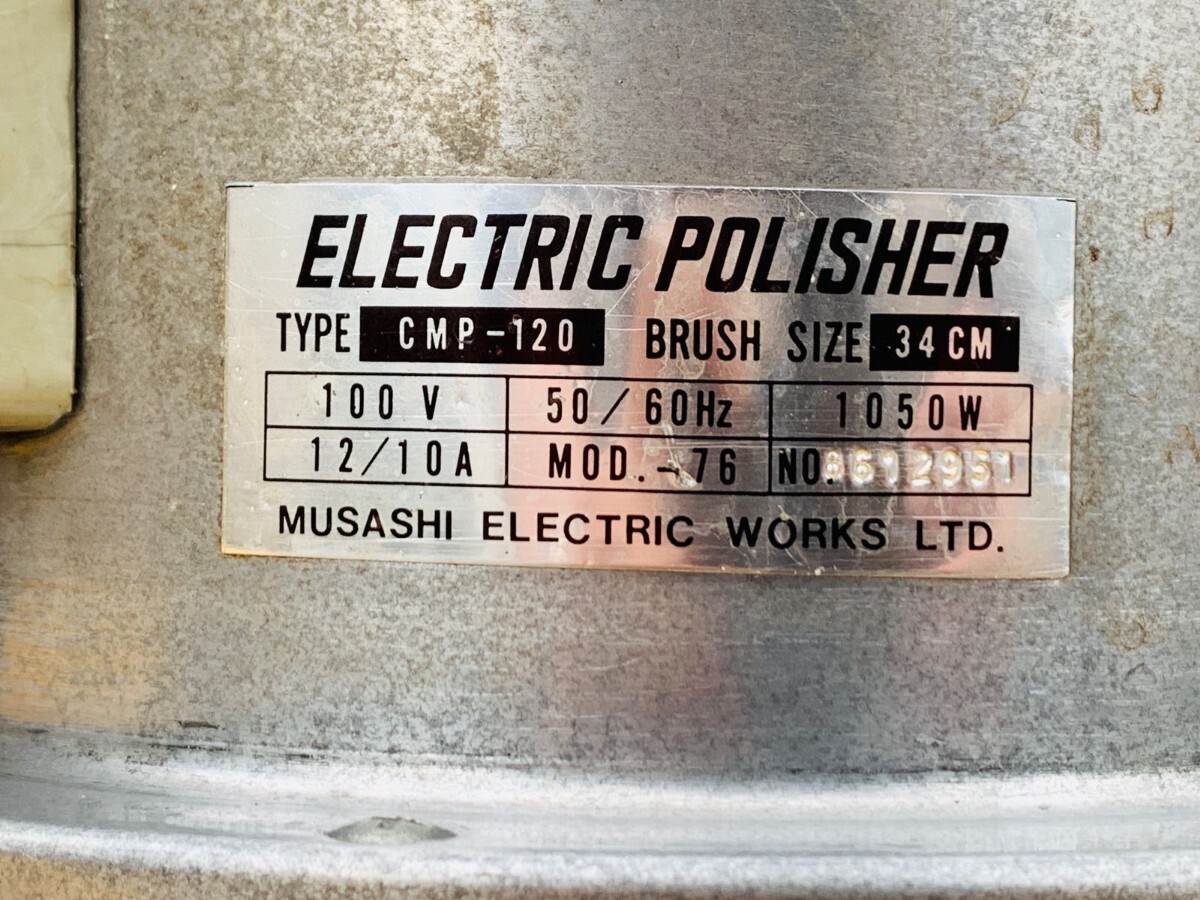 ELECTRIC POLISHER
TYPE CMP-120 BRUSH SIZE 34CM
100 V 50/60Hz 1050W
12/10A MOD.-76 NO.8612951
MUSASHI ELECTRIC WORKS LTD.